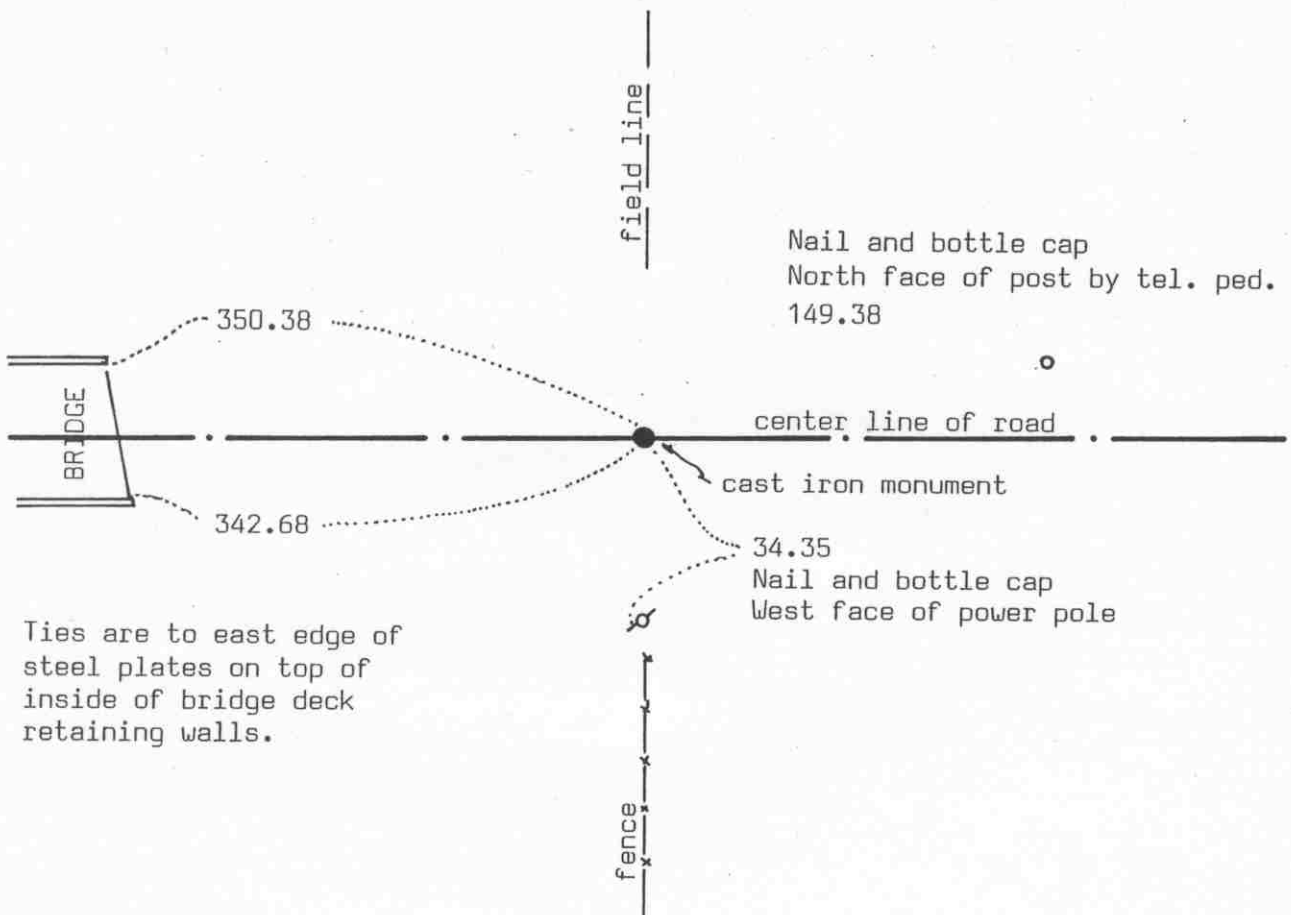 field line
Nail and bottle cap
North face of post by tel. ped.
149.38
350.38
BRIDGE
center line of road
cast iron monument
342.68
34.35
Nail and bottle cap
West face of power pole
Ties are to east edge of
steel plates on top of
inside of bridge deck
retaining walls.
fence